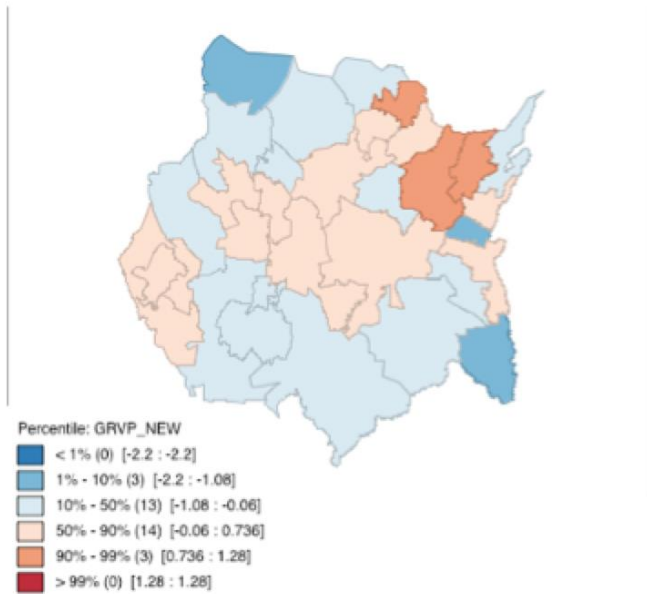 Percentile: GRVP_NEW
< 1% (0) [-2.2 : -2.2]
1% - 10% (3) [-2.2 : -1.08]
10% - 50% (13) [-1.08 : -0.06]
50% - 90% (14) [-0.06 : 0.736]
90% - 99% (3) [0.736 : 1.28]
> 99% (0) [1.28 : 1.28]